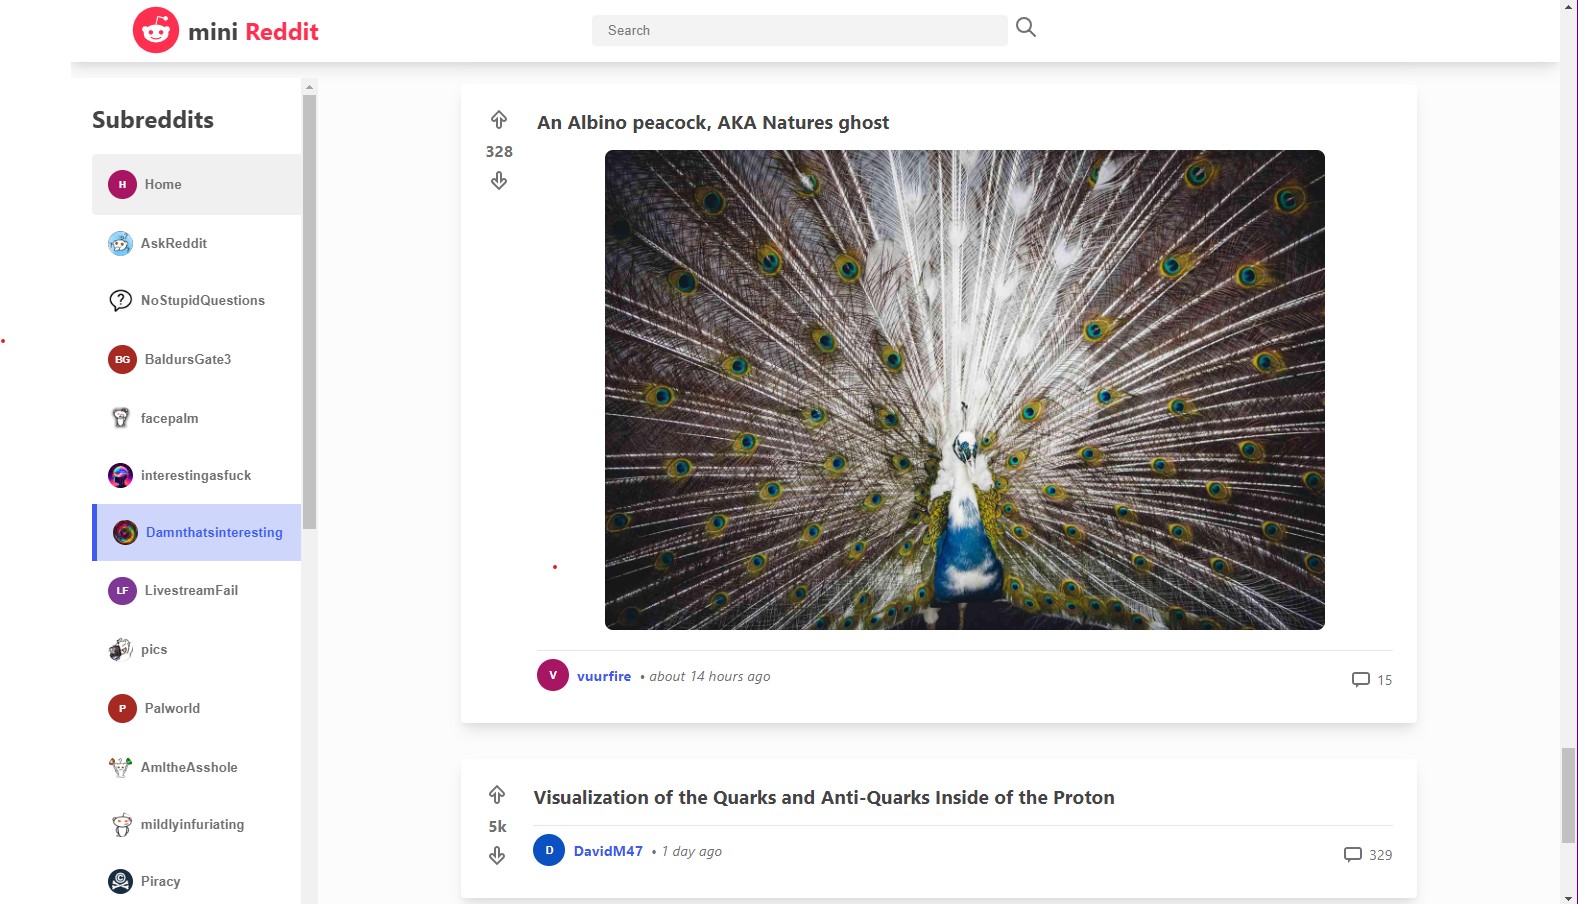 mini Reddit
Search
Subreddits
H Home
AskReddit
NoStupidQuestions
BG BaldursGate3
facepalm
interestingasfuck
Damnthatsinteresting
LF LivestreamFail
pics
P Palworld
AmItheAsshole
mildlyinfuriating
Piracy
An Albino peacock, AKA Natures ghost
328
V vuurfire • about 14 hours ago
15
Visualization of the Quarks and Anti-Quarks Inside of the Proton
5k
D DavidM47 • 1 day ago
329